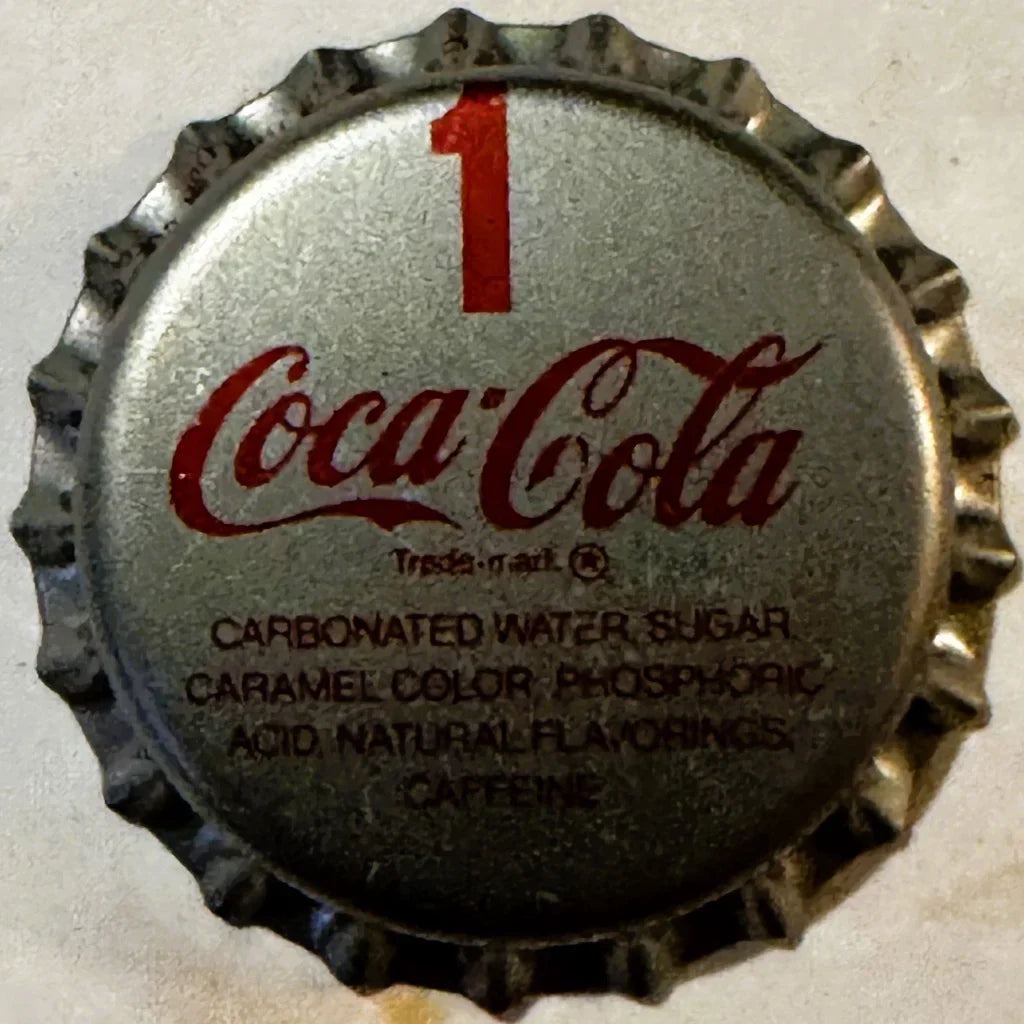 1
Coca-Cola
Trade-mark ®
CARBONATED WATER, SUGAR,
CARAMEL COLOR, PHOSPHORIC
ACID, NATURAL FLAVORINGS,
CAFFEINE